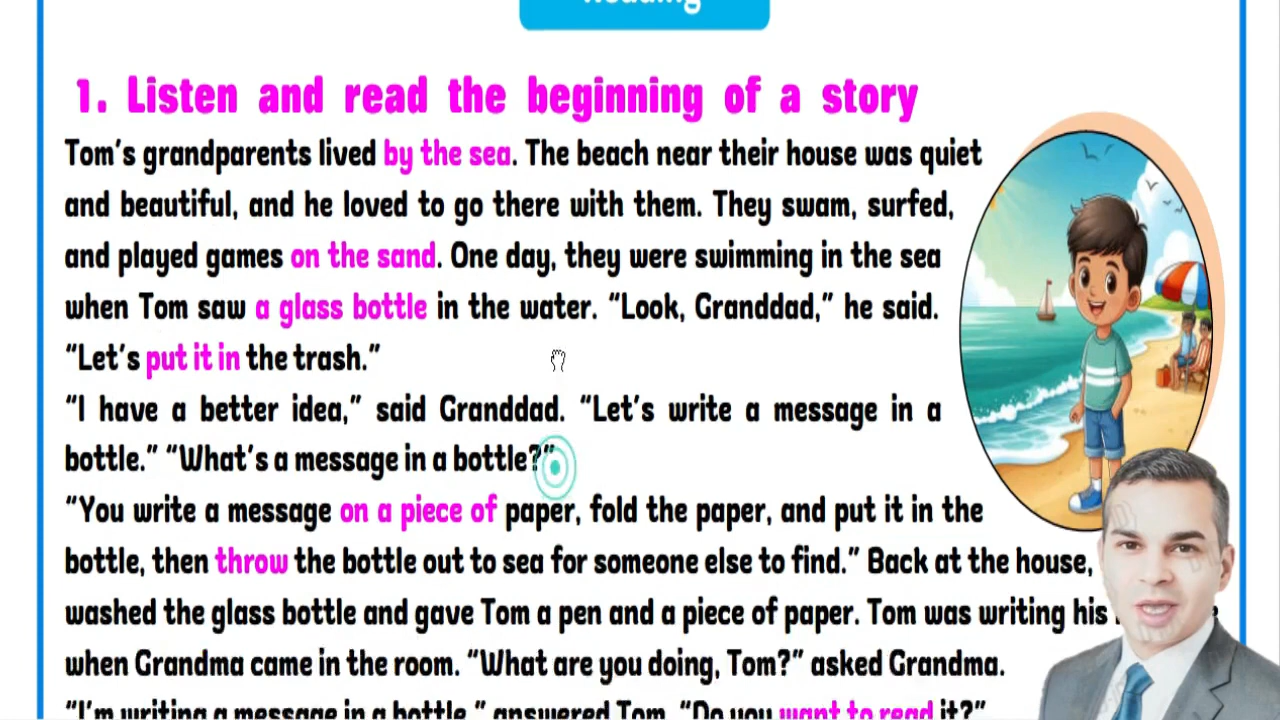 Reading
1. Listen and read the beginning of a story
Tom's grandparents lived by the sea. The beach near their house was quiet
and beautiful, and he loved to go there with them. They swam, surfed,
and played games on the sand. One day, they were swimming in the sea
when Tom saw a glass bottle in the water. “Look, Granddad,” he said.
“Let's put it in the trash.”
“I have a better idea,” said Granddad. “Let's write a message in a
bottle.” “What's a message in a bottle?”
“You write a message on a piece of paper, fold the paper, and put it in the
bottle, then throw the bottle out to sea for someone else to find.” Back at the house,
washed the glass bottle and gave Tom a pen and a piece of paper. Tom was writing his
when Grandma came in the room. “What are you doing, Tom?” asked Grandma.
“I'm writing a message in a bottle,” answered Tom. “Do you want to read it?”